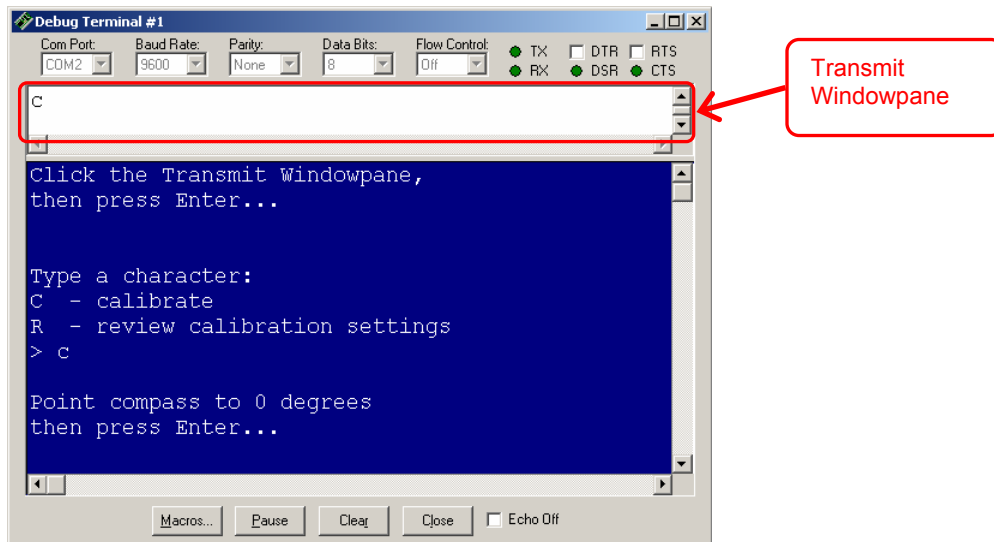 Debug Terminal #1
Com Port: Baud Rate: Parity: Data Bits: Flow Control:
COM2 9600 None 8 Off
TX DTR RTS
RX DSR CTS
Transmit
Windowpane
C
Click the Transmit Windowpane,
then press Enter...
Type a character:
C - calibrate
R - review calibration settings
> c
Point compass to 0 degrees
then press Enter...
Macros... Pause Clear Close Echo Off